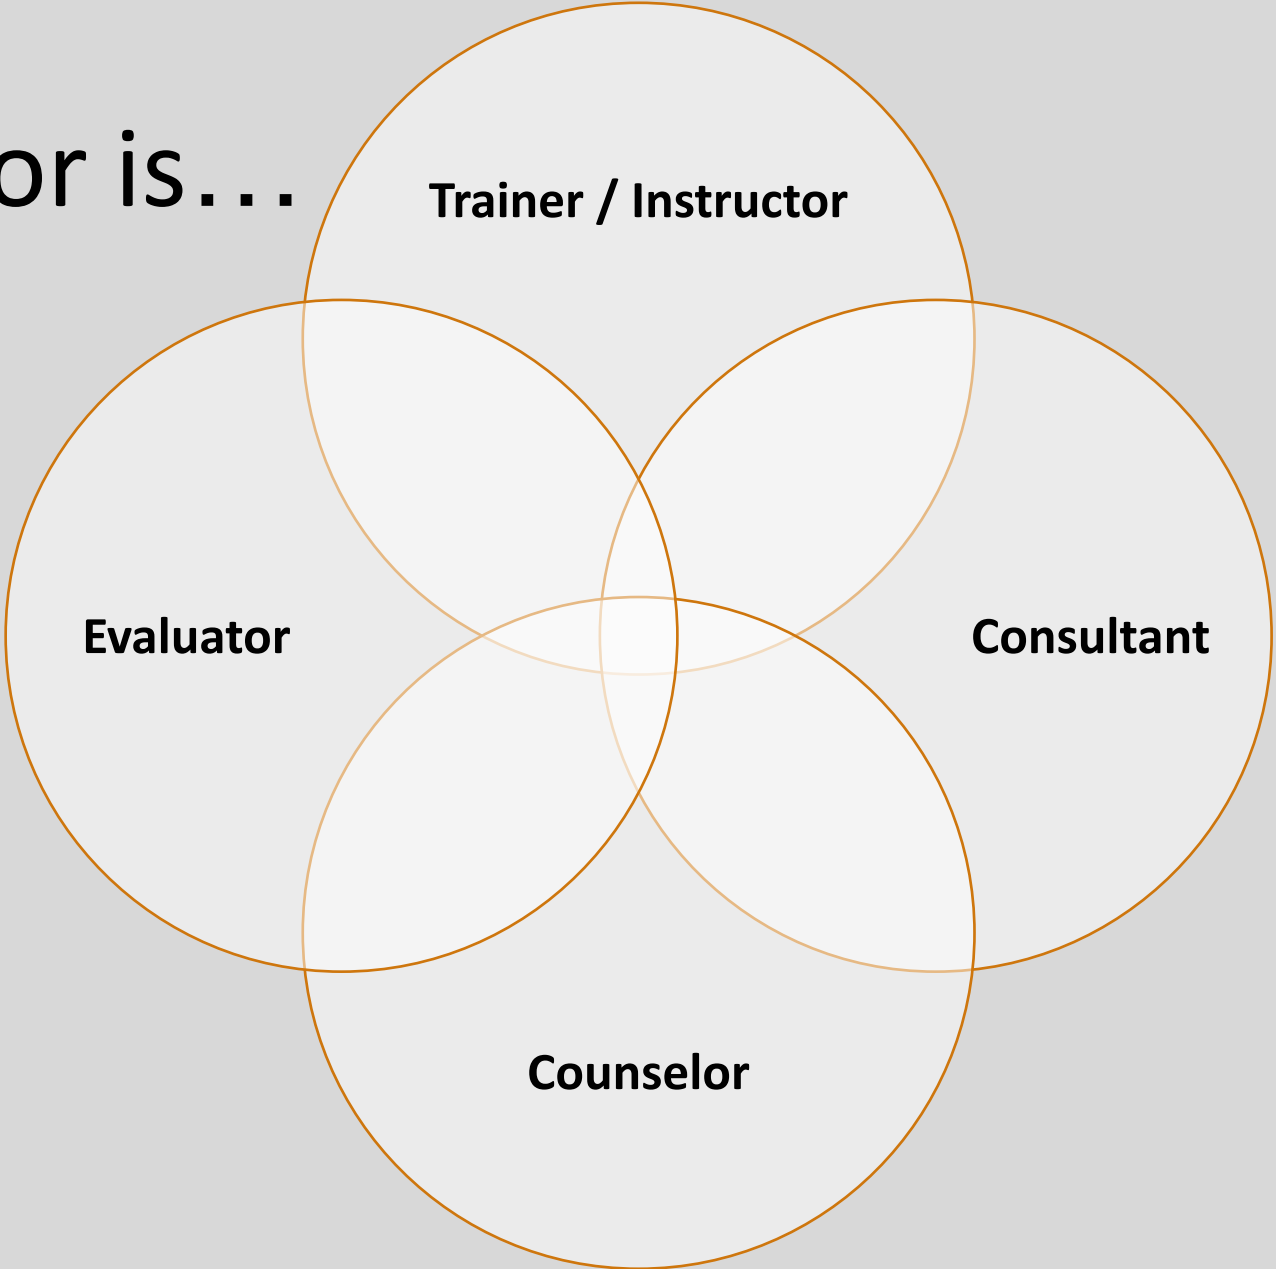 or is…
Trainer / Instructor
Evaluator
Consultant
Counselor